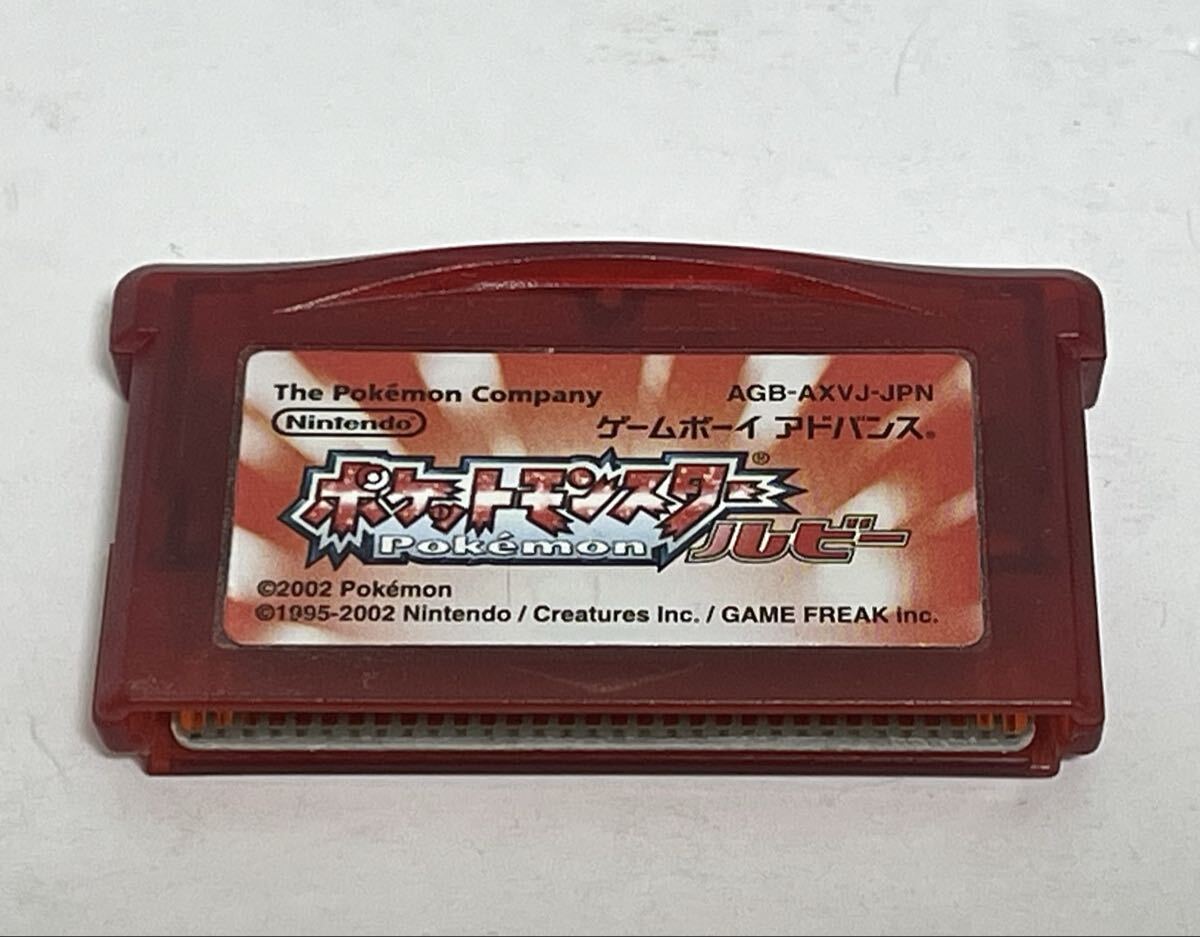 The Pokémon Company
AGB-AXVJ-JPN
Nintendo
ゲームボーイ アドバンス®
ポケットモンスター®
Pokémon
ルビー
©2002 Pokémon
©1995-2002 Nintendo / Creatures Inc. / GAME FREAK inc.